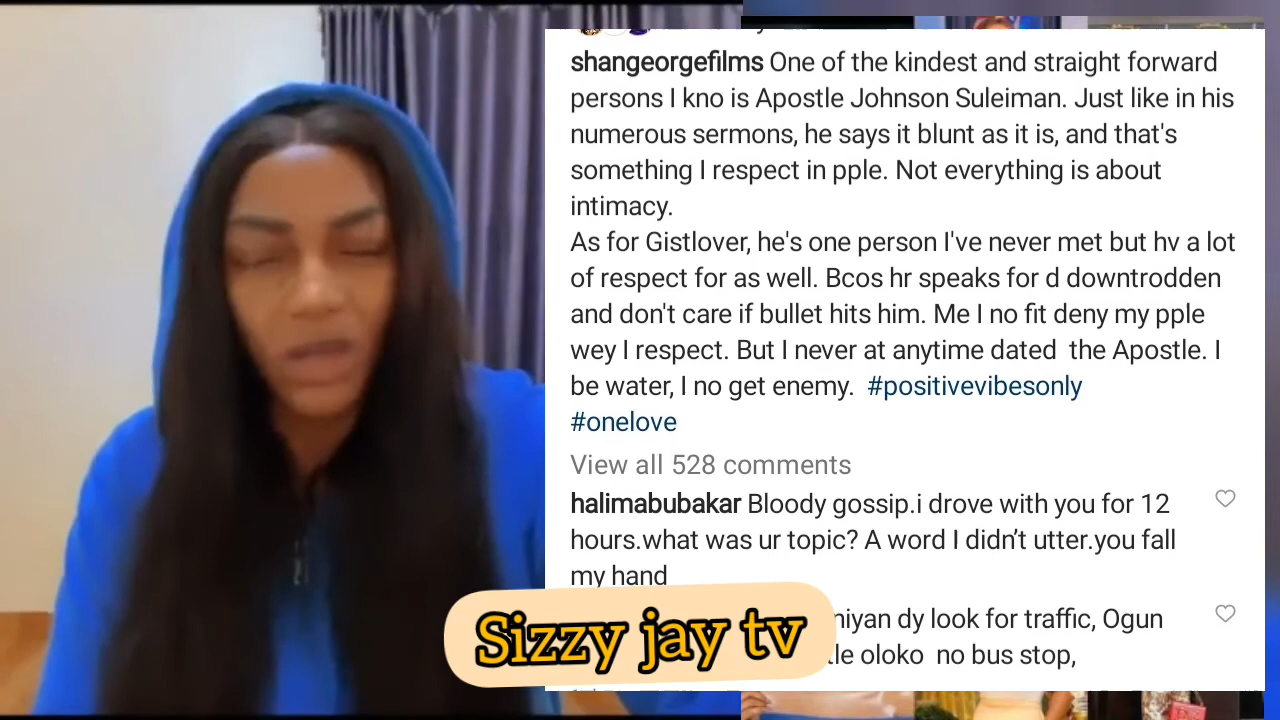 shangeorgefilms One of the kindest and straight forward
persons I kno is Apostle Johnson Suleiman. Just like in his
numerous sermons, he says it blunt as it is, and that's
something I respect in pple. Not everything is about
intimacy.
As for Gistlover, he's one person I've never met but hv a lot
of respect for as well. Bcos hr speaks for d downtrodden
and don't care if bullet hits him. Me I no fit deny my pple
wey I respect. But I never at anytime dated the Apostle. I
be water, I no get enemy. #positivevibesonly
#onelove
View all 528 comments
halimabubakar Bloody gossip.i drove with you for 12
hours.what was ur topic? A word I didn’t utter.you fall
my hand
dy look for traffic, Ogun
oloko no bus stop,
Sizzy jay tv